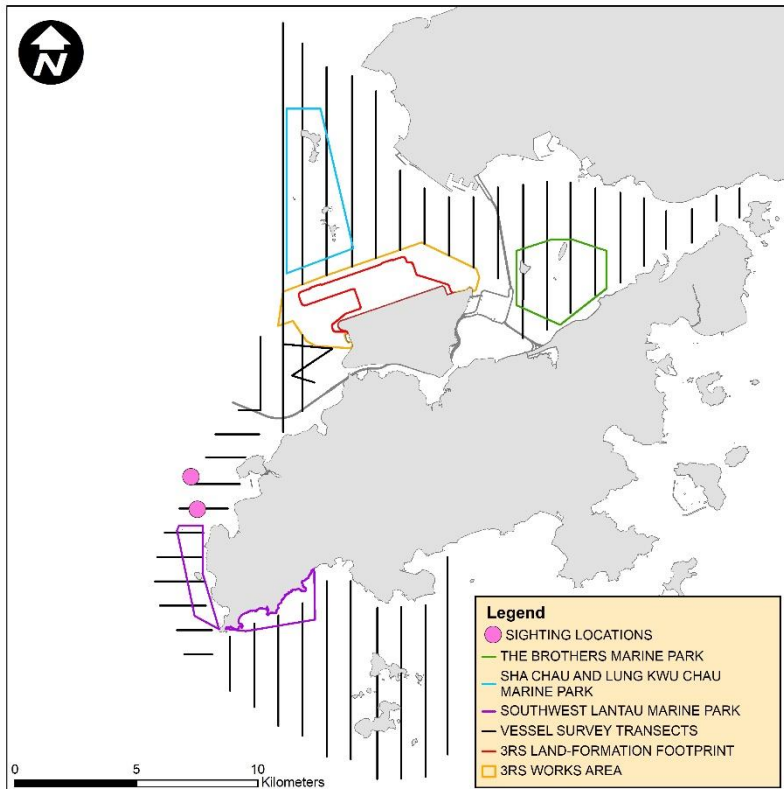 N
Legend
SIGHTING LOCATIONS
THE BROTHERS MARINE PARK
SHA CHAU AND LUNG KWU CHAU
MARINE PARK
SOUTHWEST LANTAU MARINE PARK
VESSEL SURVEY TRANSECTS
3RS LAND-FORMATION FOOTPRINT
3RS WORKS AREA
0 5 10
Kilometers